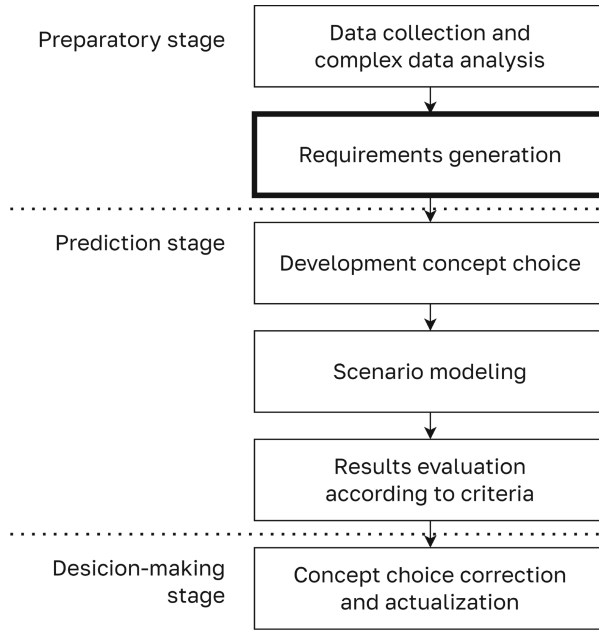 Preparatory stage
Data collection and
complex data analysis
Requirements generation
Prediction stage
Development concept choice
Scenario modeling
Results evaluation
according to criteria
Desicion-making
stage
Concept choice correction
and actualization